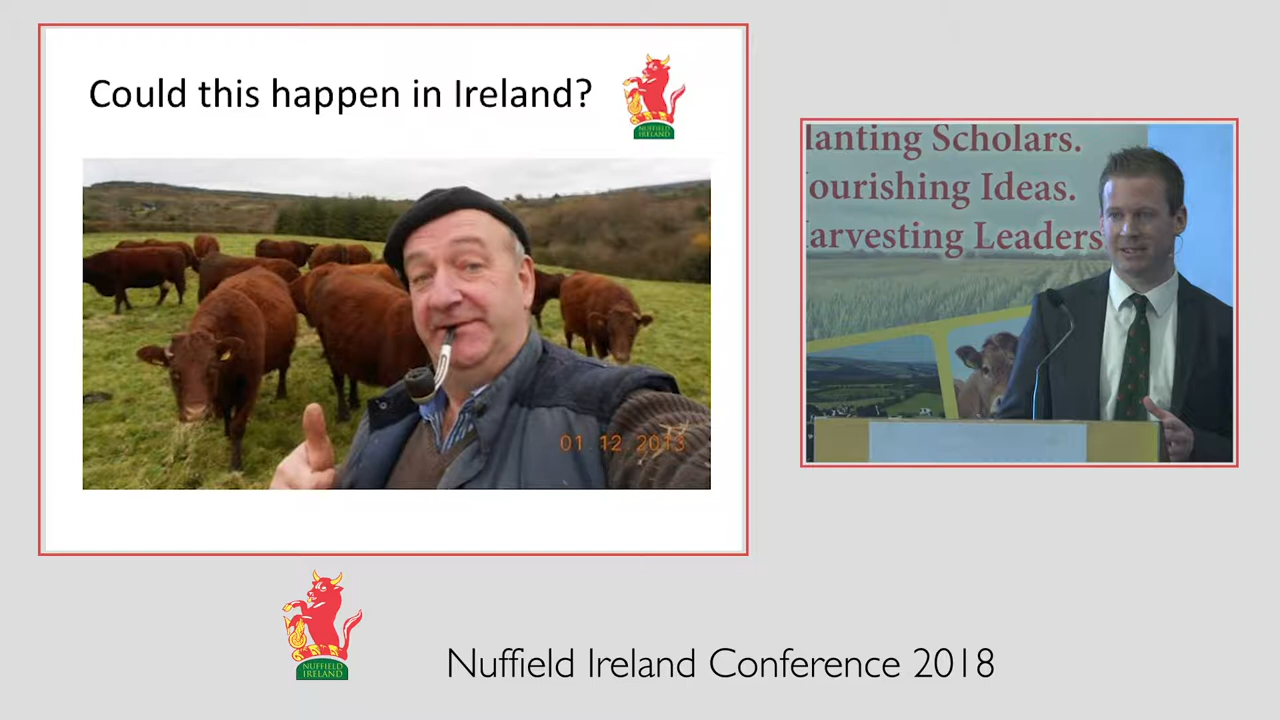 Could this happen in Ireland?
NUFFIELD
IRELAND
01 12 2013
lanting Scholars.
ourishing Ideas.
arvesting Leaders
NUFFIELD
IRELAND
Nuffield Ireland Conference 2018